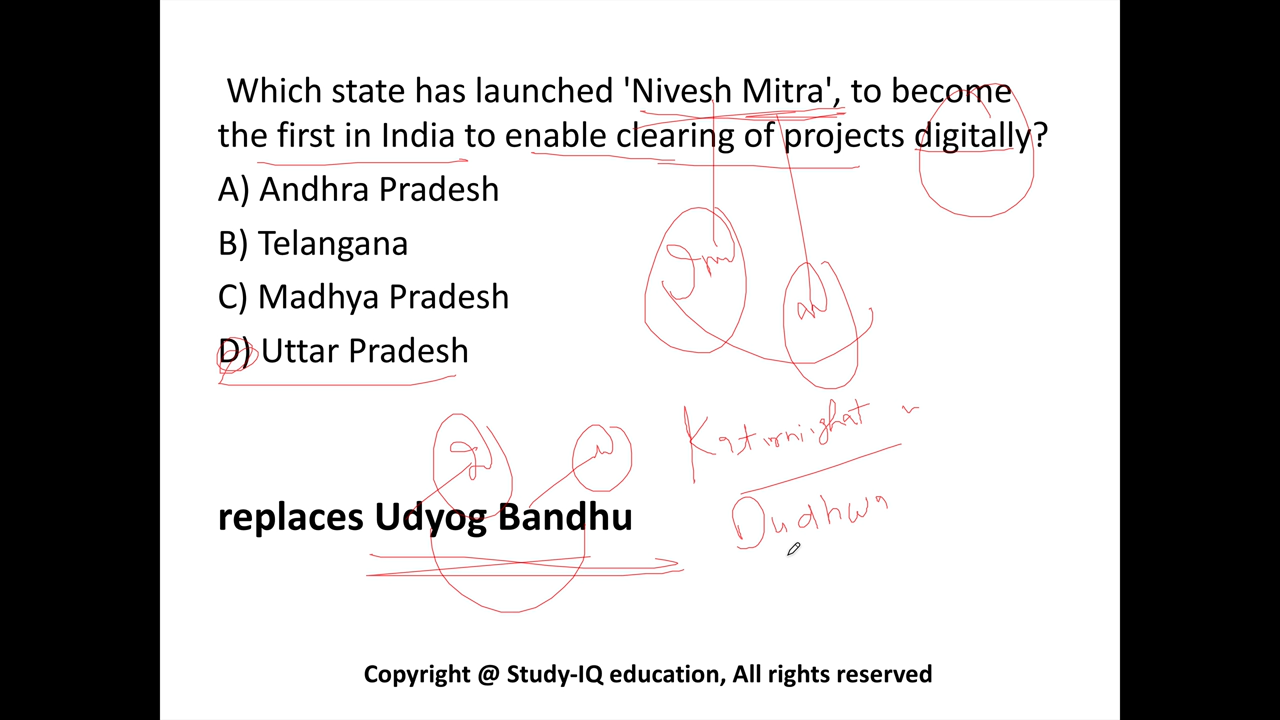 Which state has launched 'Nivesh Mitra', to become
the first in India to enable clearing of projects digitally?
A) Andhra Pradesh
B) Telangana
C) Madhya Pradesh
D) Uttar Pradesh
Katarnighat
Dudhwa
replaces Udyog Bandhu
Copyright @ Study-IQ education, All rights reserved